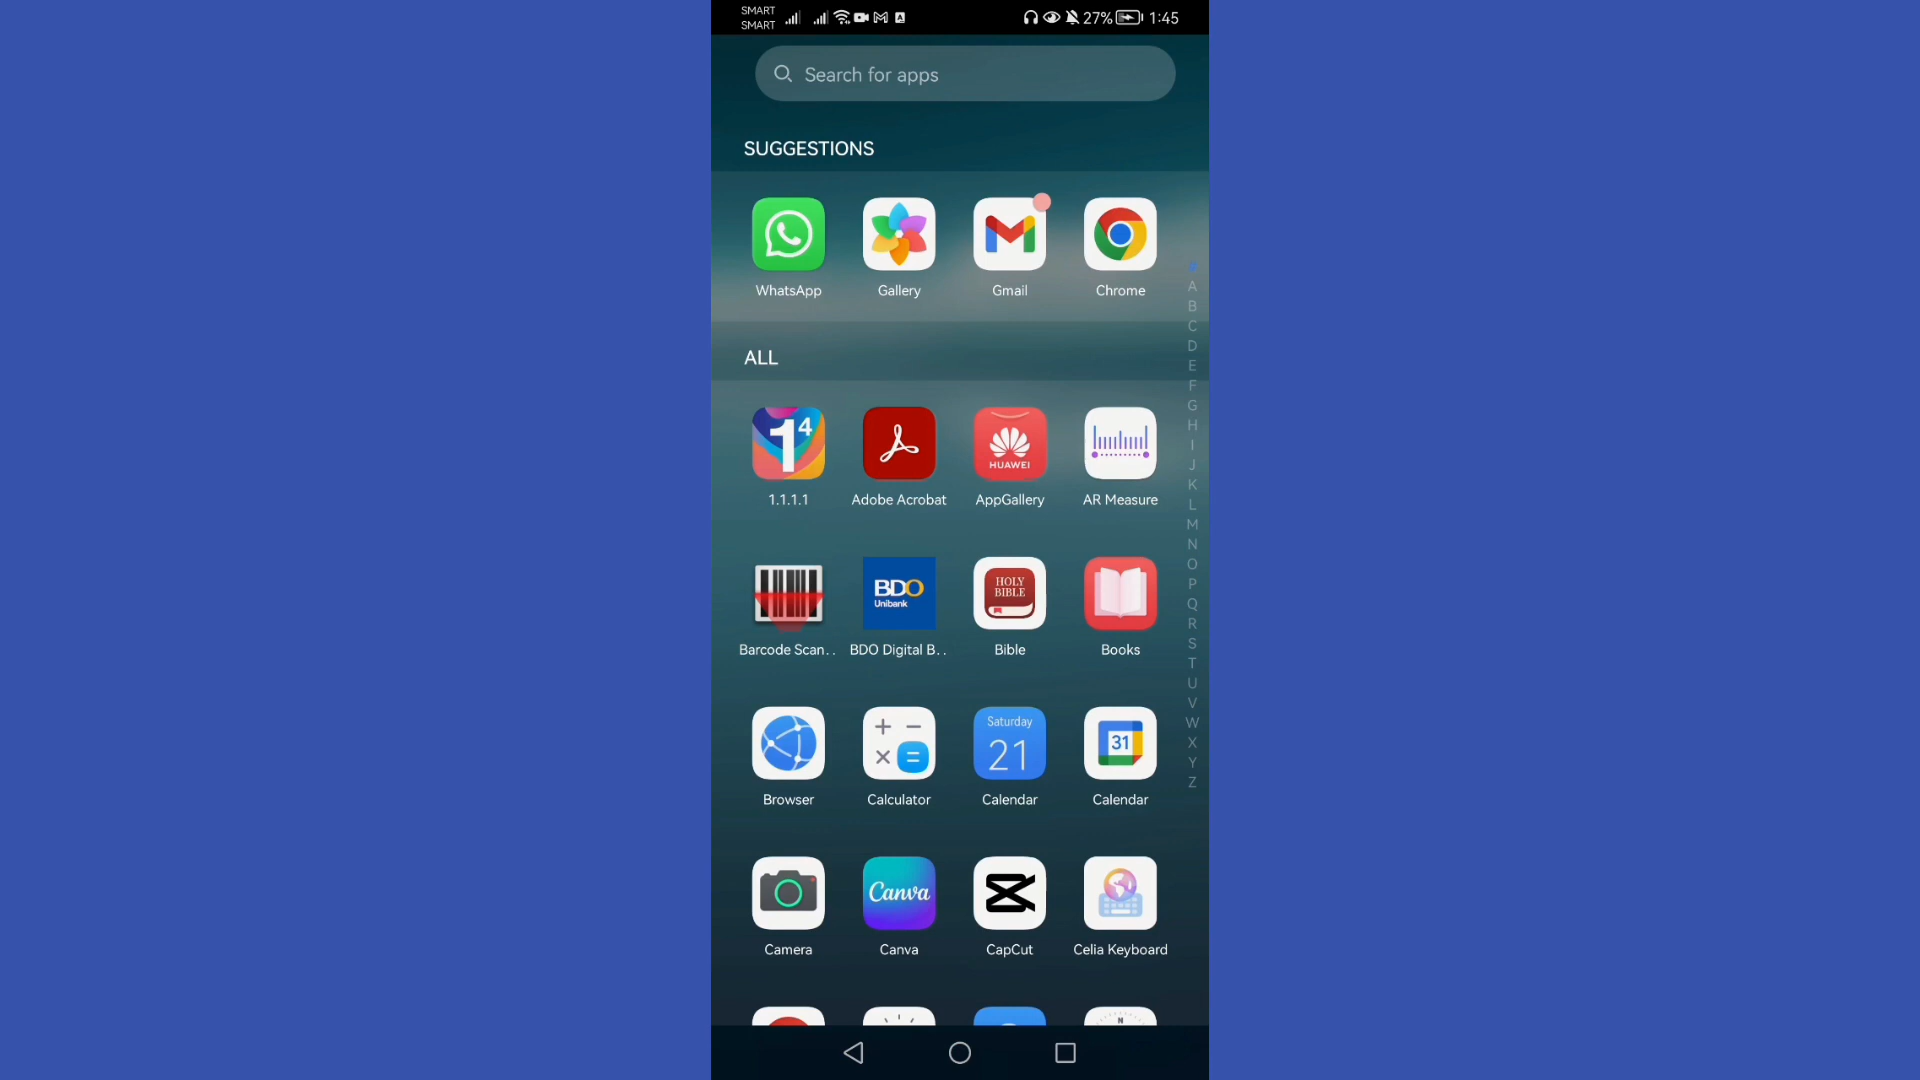 SMART
SMART
27% 1:45
Search for apps
SUGGESTIONS
WhatsApp Gallery Gmail Chrome
ALL
1 4
HUAWEI
1.1.1.1 Adobe Acrobat AppGallery AR Measure
BDO
Unibank
HOLY
BIBLE
Barcode Scan.. BDO Digital B.. Bible Books
Saturday
21
31
Browser Calculator Calendar Calendar
Canva
Camera Canva CapCut Celia Keyboard
N
#
A
B
C
D
E
F
G
H
I
J
K
L
M
N
O
P
Q
R
S
T
U
V
W
X
Y
Z